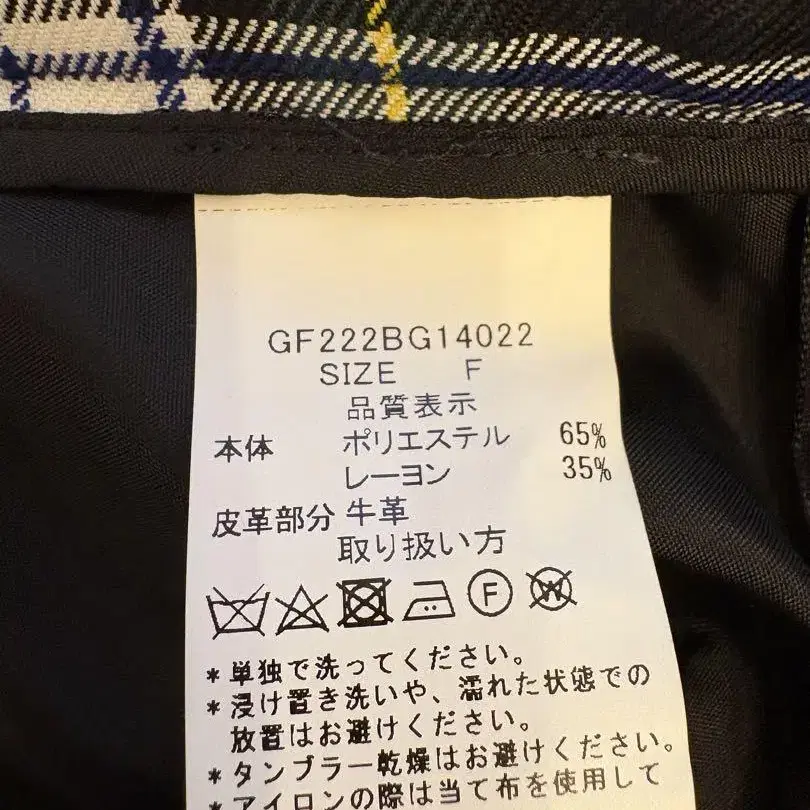 GF222BG14022
SIZE F
品質表示
本体 ポリエステル 65%
レーヨン 35%
皮革部分 牛革
取り扱い方
F W
*単独で洗ってください。
*浸け置き洗いや、濡れた状態での
放置はお避けください。
*タンブラー乾燥はお避けください。
*アイロンの際は当て布を使用して